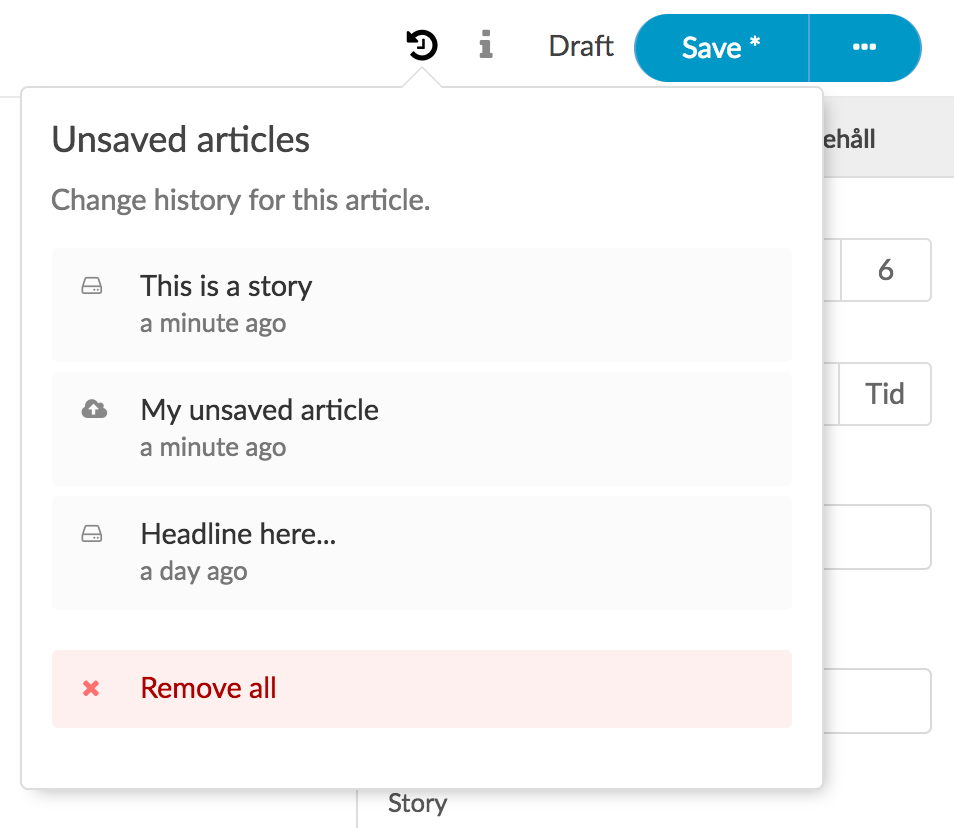 Draft
Save *
Unsaved articles
Change history for this article.
This is a story
a minute ago
My unsaved article
a minute ago
Headline here...
a day ago
Remove all
ehåll
6
Tid
Story